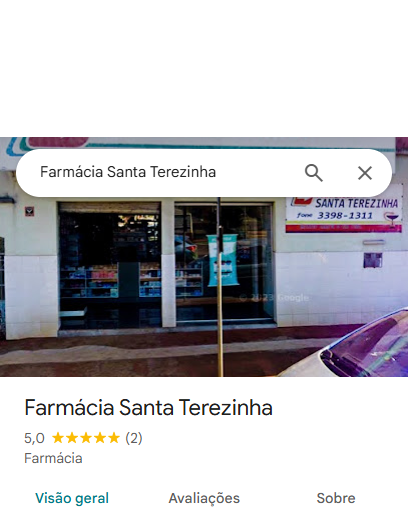 Farmácia Santa Terezinha
SANTA TEREZINHA
fone 3398-1311
© 2023 Google
Farmácia Santa Terezinha
5,0 ★★★★★ (2)
Farmácia
Visão geral Avaliações Sobre